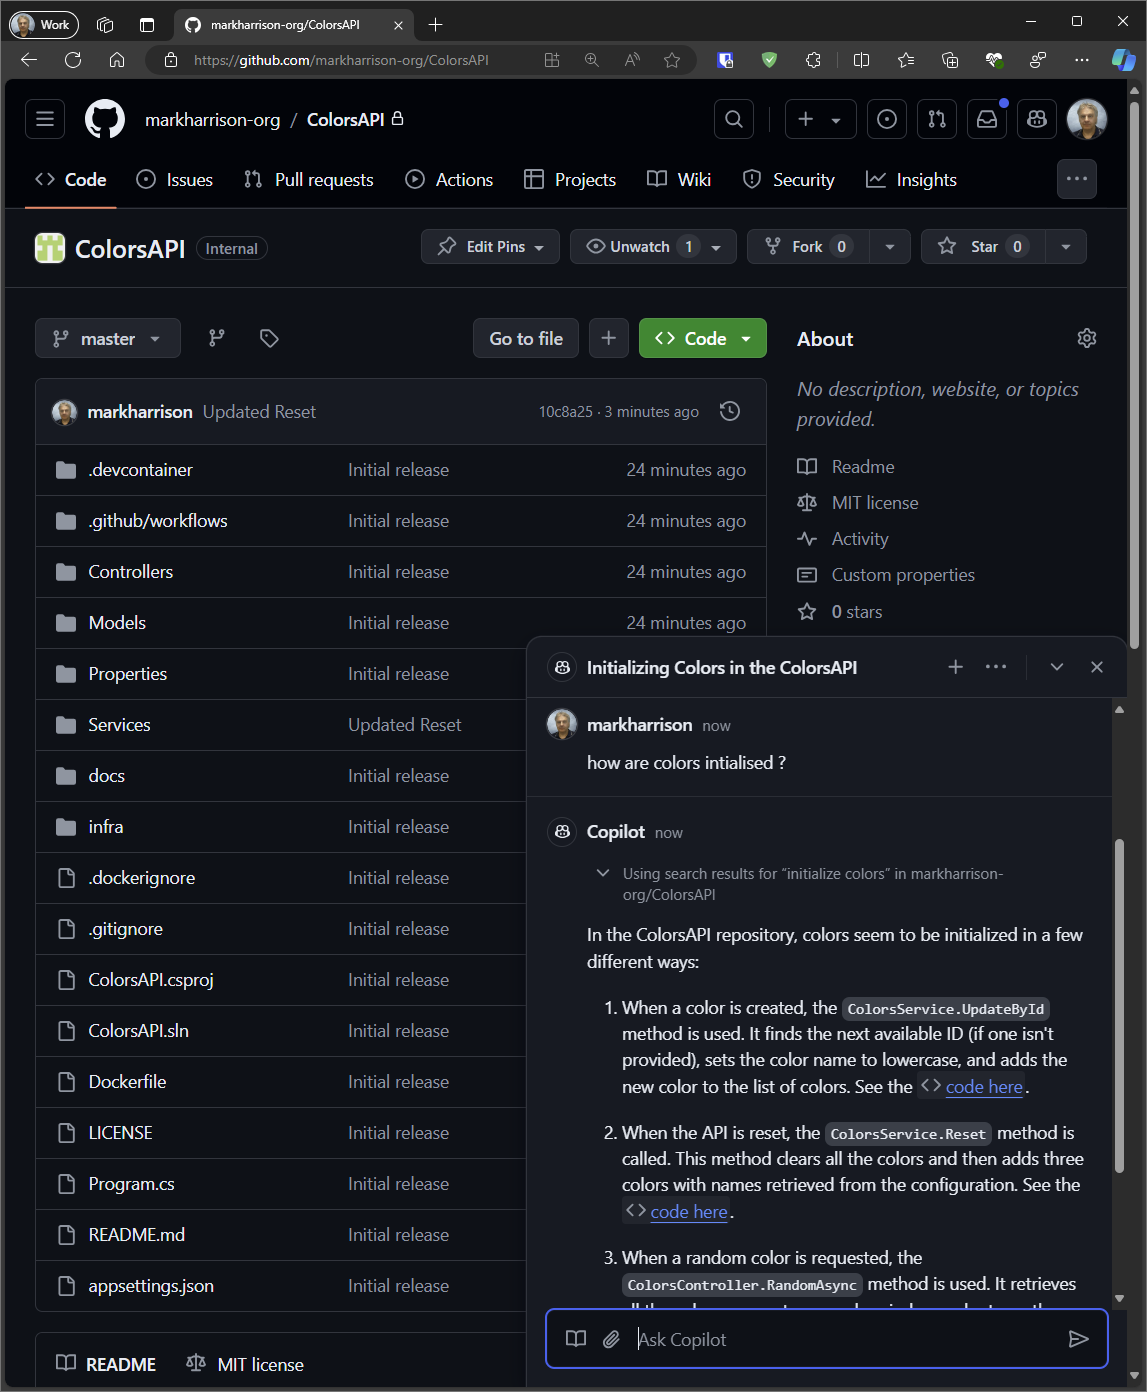 Work
markharrison-org/ColorsAPI
https://github.com/markharrison-org/ColorsAPI
markharrison-org / ColorsAPI
Code Issues Pull requests Actions Projects Wiki Security Insights
ColorsAPI Internal Edit Pins Unwatch 1 Fork 0 Star 0
master Go to file Code
markharrison Updated Reset 10c8a25 · 3 minutes ago
.devcontainer Initial release 24 minutes ago
.github/workflows Initial release 24 minutes ago
Controllers Initial release 24 minutes ago
Models Initial release 24 minutes ago
Properties Initial release
Services Updated Reset
docs Initial release
infra Initial release
.dockerignore Initial release
.gitignore Initial release
ColorsAPI.csproj Initial release
ColorsAPI.sln Initial release
Dockerfile Initial release
LICENSE Initial release
Program.cs Initial release
README.md Initial release
appsettings.json Initial release
README MIT license
About
No description, website, or topics
provided.
Readme
MIT license
Activity
Custom properties
0 stars
Initializing Colors in the ColorsAPI
markharrison now
how are colors intialised ?
Copilot now
Using search results for “initialize colors” in markharrison-
org/ColorsAPI
In the ColorsAPI repository, colors seem to be initialized in a few
different ways:
1. When a color is created, the ColorsService.UpdateById
method is used. It finds the next available ID (if one isn't
provided), sets the color name to lowercase, and adds the
new color to the list of colors. See the code here.
2. When the API is reset, the ColorsService.Reset method is
called. This method clears all the colors and then adds three
colors with names retrieved from the configuration. See the
code here.
3. When a random color is requested, the
ColorsController.RandomAsync method is used. It retrieves
Ask Copilot